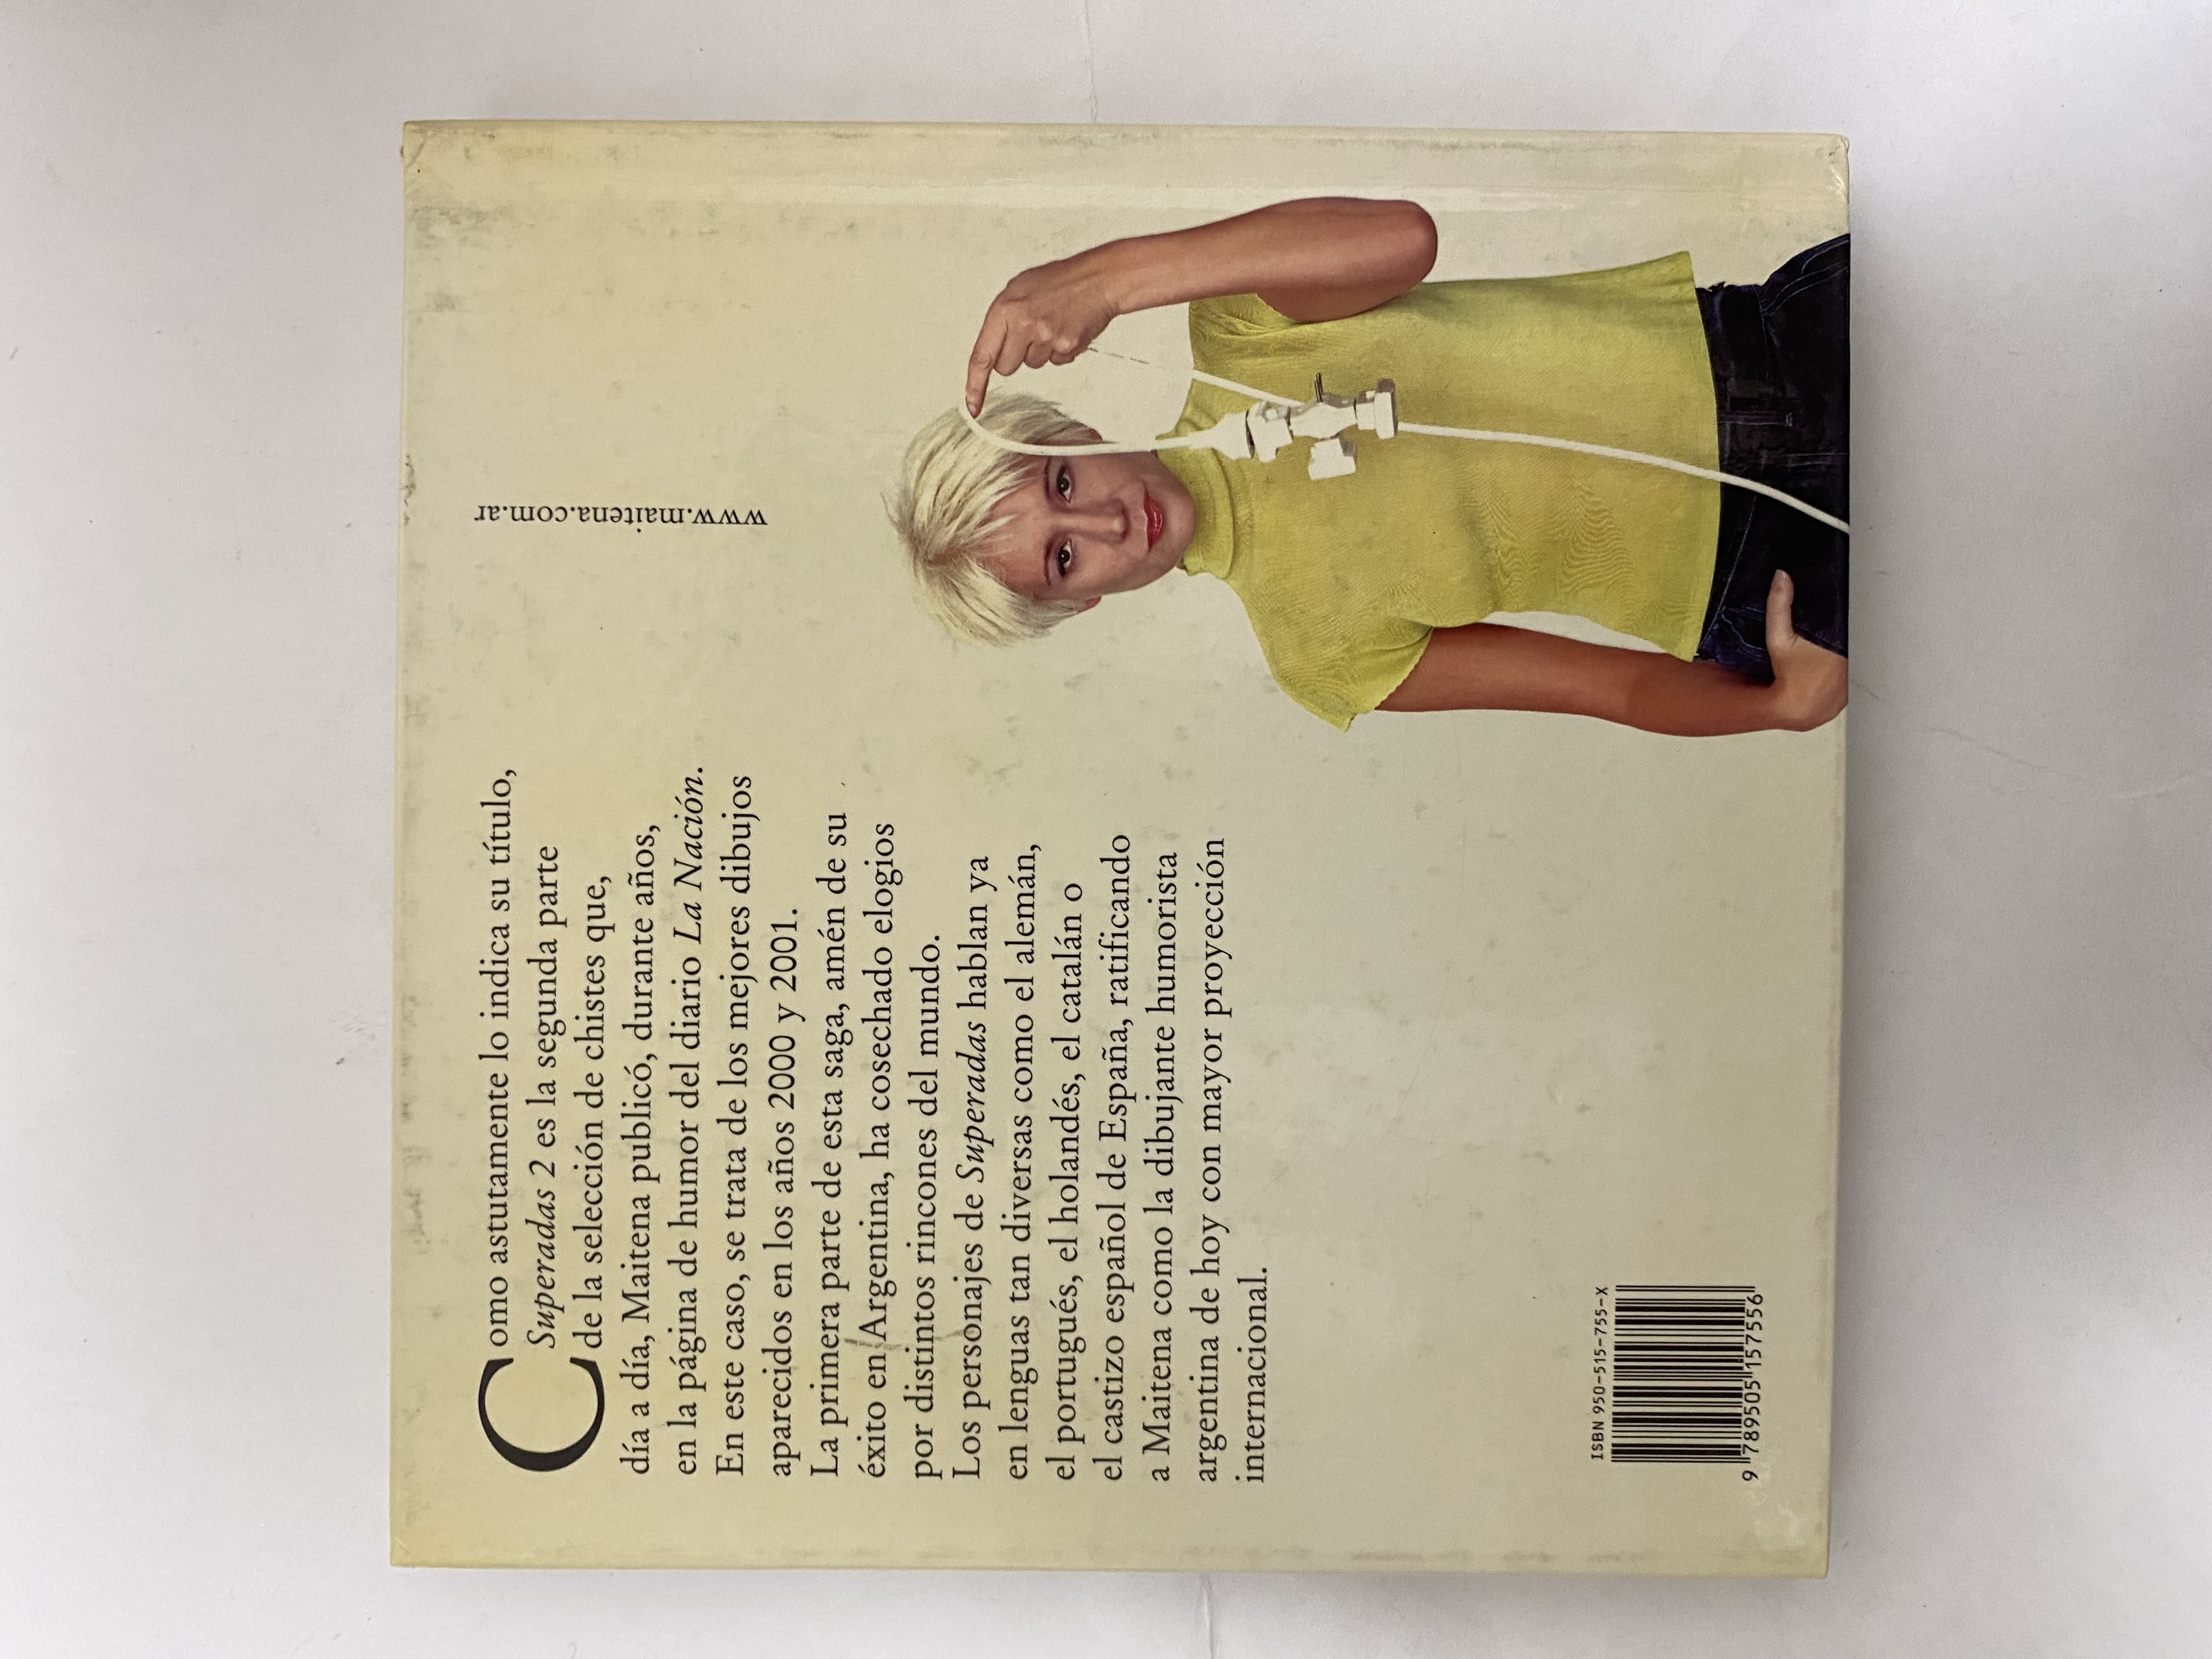 Como astutamente lo indica su título,
Superadas 2 es la segunda parte
de la selección de chistes que,
día a día, Maitena publicó, durante años,
en la página de humor del diario La Nación.
En este caso, se trata de los mejores dibujos
aparecidos en los años 2000 y 2001.
La primera parte de esta saga, amén de su
éxito en Argentina, ha cosechado elogios
por distintos rincones del mundo.
Los personajes de Superadas hablan ya
en lenguas tan diversas como el alemán,
el portugués, el holandés, el catalán o
el castizo español de España, ratificando
a Maitena como la dibujante humorista
argentina de hoy con mayor proyección
internacional.
www.maitena.com.ar
ISBN 950-515-755-X
9 789505 157556